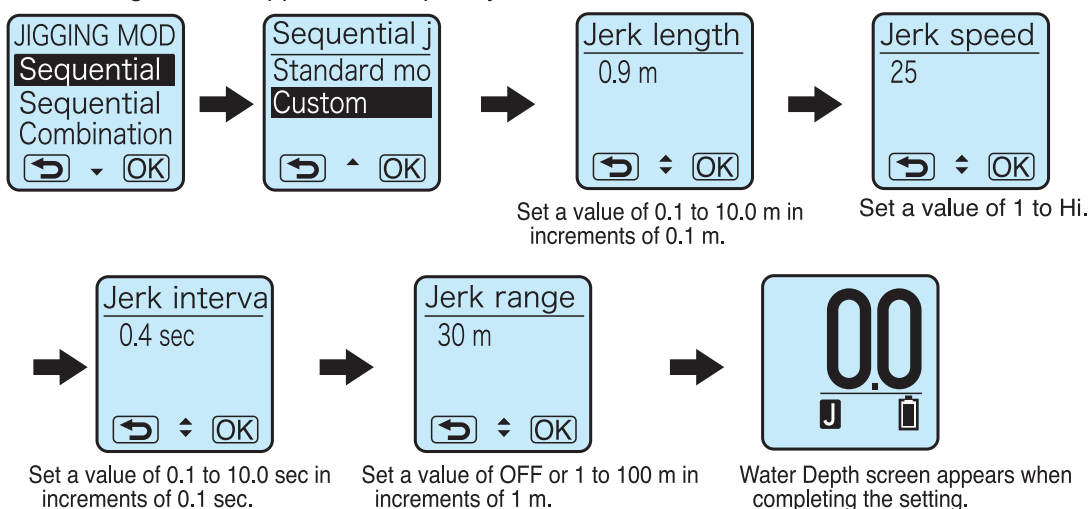 JIGGING MOD
Sequential
Sequential
Combination
OK
Sequential j
Standard mo
Custom
OK
Jerk length
0.9 m
OK
Set a value of 0.1 to 10.0 m in
increments of 0.1 m.
Jerk speed
25
OK
Set a value of 1 to Hi.
Jerk interva
0.4 sec
OK
Set a value of 0.1 to 10.0 sec in
increments of 0.1 sec.
Jerk range
30 m
OK
Set a value of OFF or 1 to 100 m in
increments of 1 m.
0.0
J
Water Depth screen appears when
completing the setting.